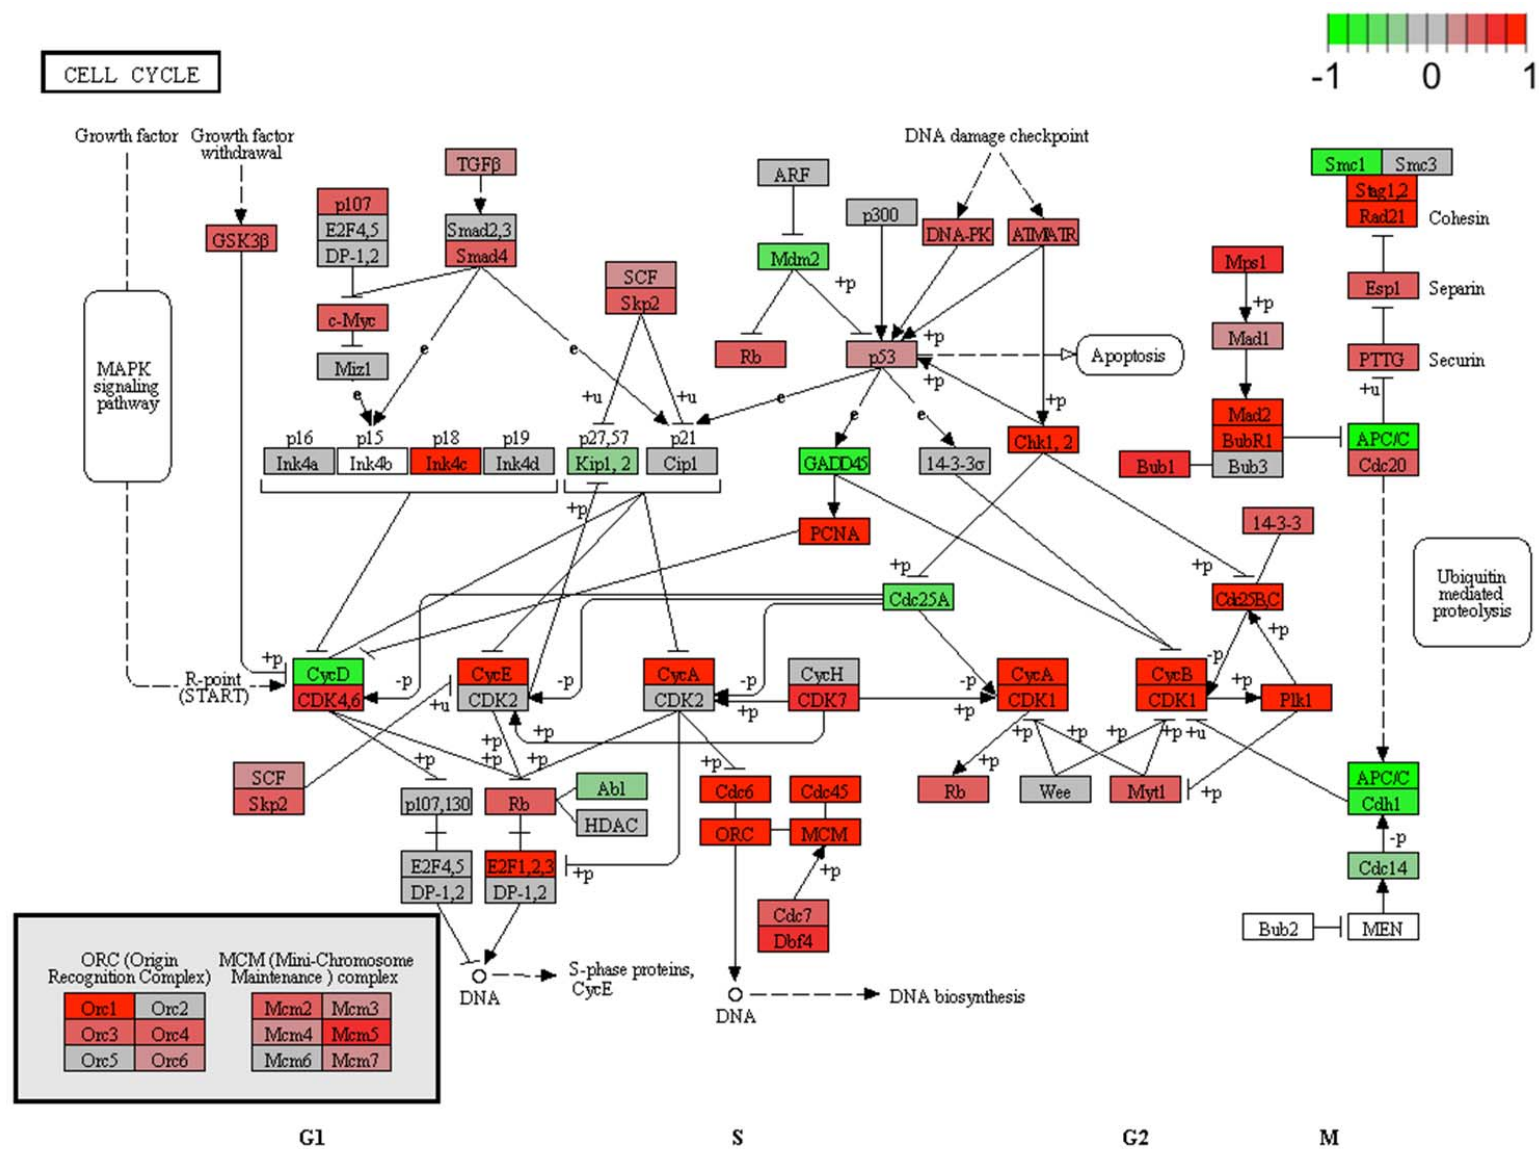 -1 0 1
CELL CYCLE
Growth factor
Growth factor
withdrawal
DNA damage checkpoint
TGFβ
ARF
Smc1 Smc3
Stag1,2
Rad21
Cohesin
p107
E2F4,5
DP-1,2
Smad2,3
Smad4
p300
GSK3β
DNA-PK
ATM/ATR
Mdm2
+p
Mps1
SCF
Skp2
Esp1
Separin
+p
c-Myc
Mad1
Rb
p53
+p
+p
Apoptosis
PTTG
Securin
Miz1
e
e
e
MAPK
signaling
pathway
+u
+u
e
e
e
+p
+u
Mad2
BubR1
Bub3
Bub1
APC/C
Cdc20
p16 p15 p18 p19
Ink4a Ink4b Ink4c Ink4d
p27,57 p21
Kip1, 2 Cip1
GADD45
14-3-3σ
Chk1, 2
+p
PCNA
14-3-3
+p
+p
Cdc25A
Cdc25B,C
Ubiquitin
mediated
proteolysis
+p
+p
R-point
(START)
CycD
CDK4,6
-p
CycE
CDK2
-p
CycA
CDK2
-p
+p
CycH
CDK7
-p
+p
CycA
CDK1
CycB
CDK1
-p
+p
Plk1
+u
+p
+p
+p
+p
+p
+p
+p
+p
+p
+u
+p
+p
SCF
Skp2
p107,130
Rb
Abl
HDAC
Cdc6
Cdc45
ORC
MCM
Rb
Wee
Myt1
APC/C
Cdh1
-p
E2F4,5
DP-1,2
E2F1,2,3
DP-1,2
+p
+p
Cdc14
Cdc7
Dbf4
Bub2
MEN
DNA
S-phase proteins,
CycE
DNA
DNA biosynthesis
ORC (Origin
Recognition Complex)
MCM (Mini-Chromosome
Maintenance ) complex
Orc1 Orc2
Orc3 Orc4
Orc5 Orc6
Mcm2 Mcm3
Mcm4 Mcm5
Mcm6 Mcm7
G1 S G2 M